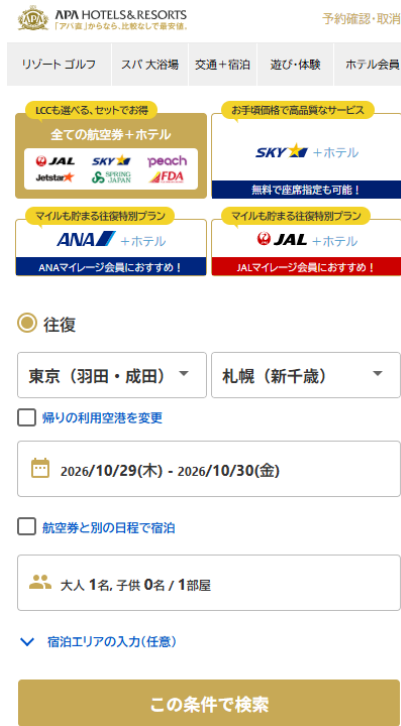 APA HOTELS&RESORTS
「アパ直」からなら、比較なしで最安値。
予約確認・取消
リゾート ゴルフ
スパ 大浴場
交通＋宿泊
遊び・体験
ホテル会員
LCCも選べる、セットでお得
全ての航空券＋ホテル
JAL SKY peach
Jetstar SPRING JAPAN FDA
お手頃価格で高品質なサービス
SKY ＋ホテル
無料で座席指定も可能！
マイルも貯まる往復特別プラン
ANA ＋ホテル
ANAマイレージ会員におすすめ！
マイルも貯まる往復特別プラン
JAL ＋ホテル
JALマイレージ会員におすすめ！
往復
東京（羽田・成田）
札幌（新千歳）
帰りの利用空港を変更
2026/10/29(木) - 2026/10/30(金)
航空券と別の日程で宿泊
大人 1名, 子供 0名 / 1部屋
宿泊エリアの入力(任意)
この条件で検索